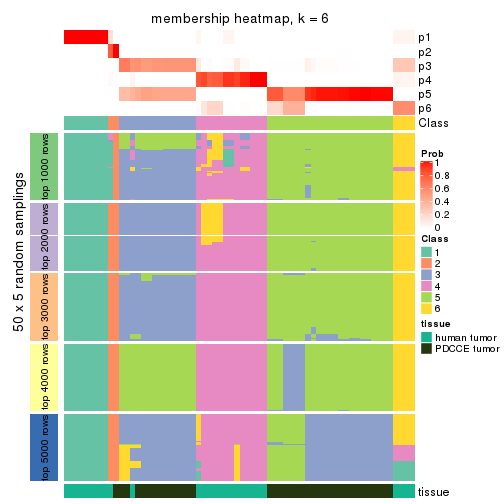 membership heatmap, k = 6
p1
p2
p3
p4
p5
p6
Class
50 x 5 random samplings
top 1000 rows
top 2000 rows
top 3000 rows
top 4000 rows
top 5000 rows
tissue
Prob
1
0.8
0.6
0.4
0.2
0
Class
1
2
3
4
5
6
tissue
human tumor
PDCCE tumor